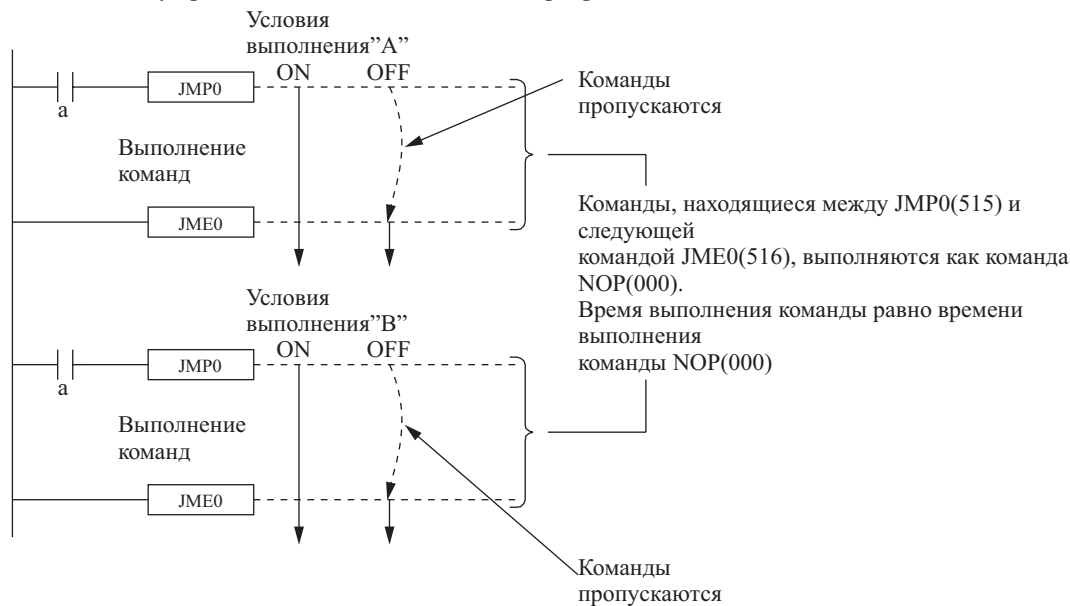 Условия
выполнения”A”
ON OFF
JMP0
a
Команды
пропускаются
Выполнение
команд
JME0
Команды, находящиеся между JMP0(515) и
следующей
командой JME0(516), выполняются как команда
NOP(000).
Время выполнения команды равно времени
выполнения
команды NOP(000)
Условия
выполнения”B”
ON OFF
JMP0
a
Выполнение
команд
JME0
Команды
пропускаются